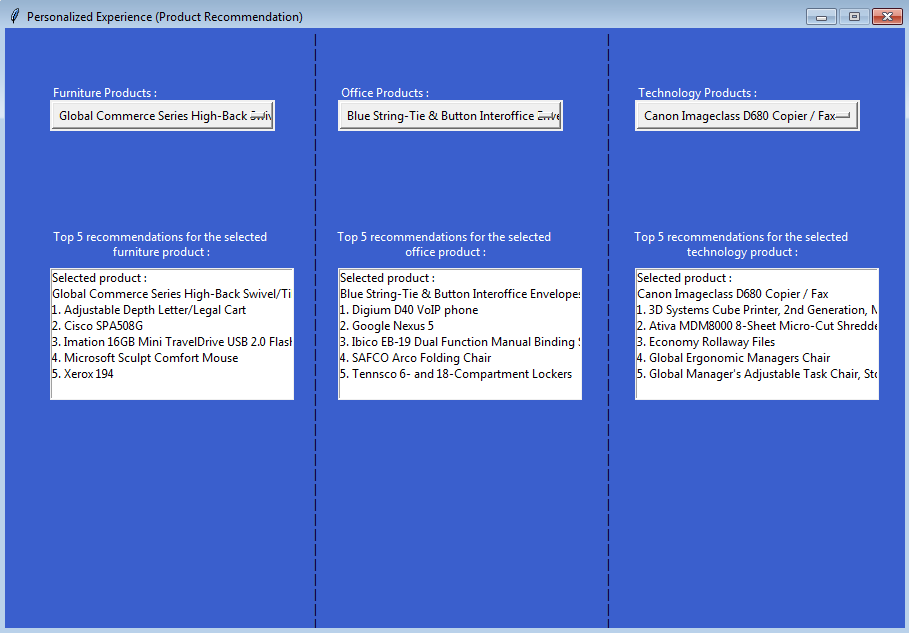 Personalized Experience (Product Recommendation)
Furniture Products :
Global Commerce Series High-Back
Top 5 recommendations for the selected
furniture product :
Selected product :
Global Commerce Series High-Back Swivel/Ti
1. Adjustable Depth Letter/Legal Cart
2. Cisco SPA508G
3. Imation 16GB Mini TravelDrive USB 2.0 Flash
4. Microsoft Sculpt Comfort Mouse
5. Xerox 194
Office Products :
Blue String-Tie & Button Interoffice
Top 5 recommendations for the selected
office product :
Selected product :
Blue String-Tie & Button Interoffice Envelopes
1. Digium D40 VoIP phone
2. Google Nexus 5
3. Ibico EB-19 Dual Function Manual Binding
4. SAFCO Arco Folding Chair
5. Tennsco 6- and 18-Compartment Lockers
Technology Products :
Canon Imageclass D680 Copier / Fax
Top 5 recommendations for the selected
technology product :
Selected product :
Canon Imageclass D680 Copier / Fax
1. 3D Systems Cube Printer, 2nd Generation,
2. Ativa MDM8000 8-Sheet Micro-Cut Shredde
3. Economy Rollaway Files
4. Global Ergonomic Managers Chair
5. Global Manager's Adjustable Task Chair, Sto